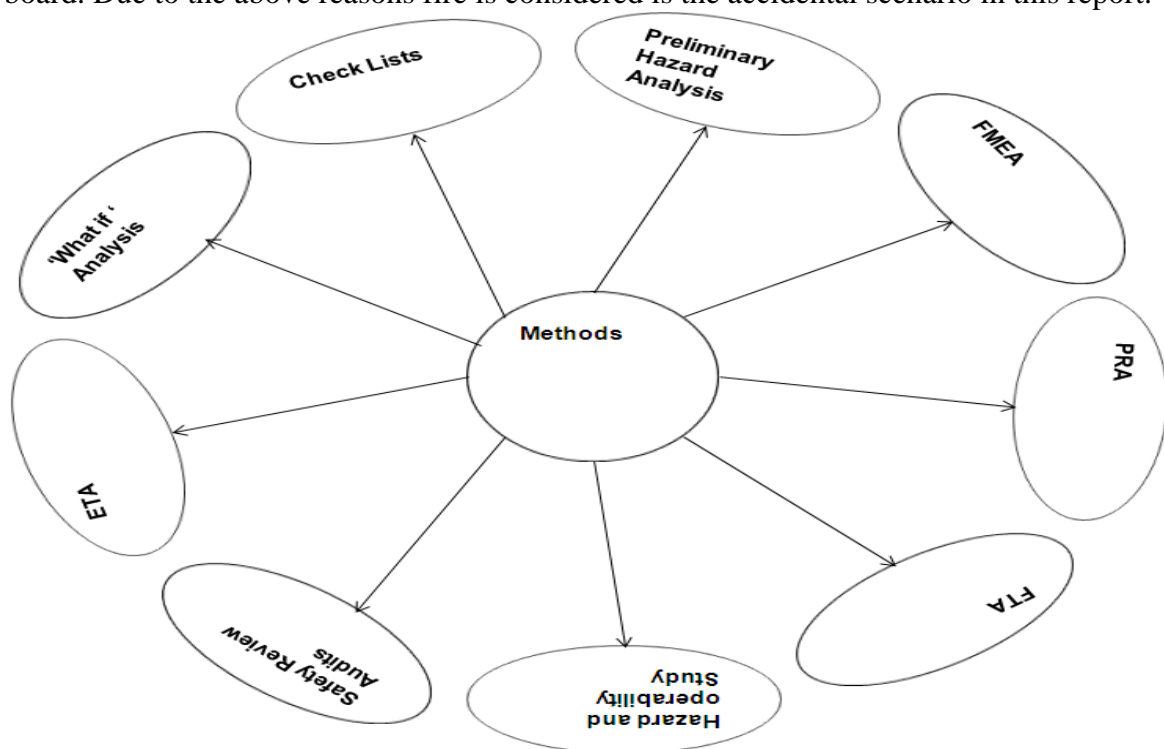 board. Due to the above reasons fire is considered is the accidental scenario in this report.
Check Lists
Preliminary
Hazard
Analysis
FMEA
'What if '
Analysis
Methods
PRA
ETA
FTA
Safety Review
Audits
Hazard and
operability
Study